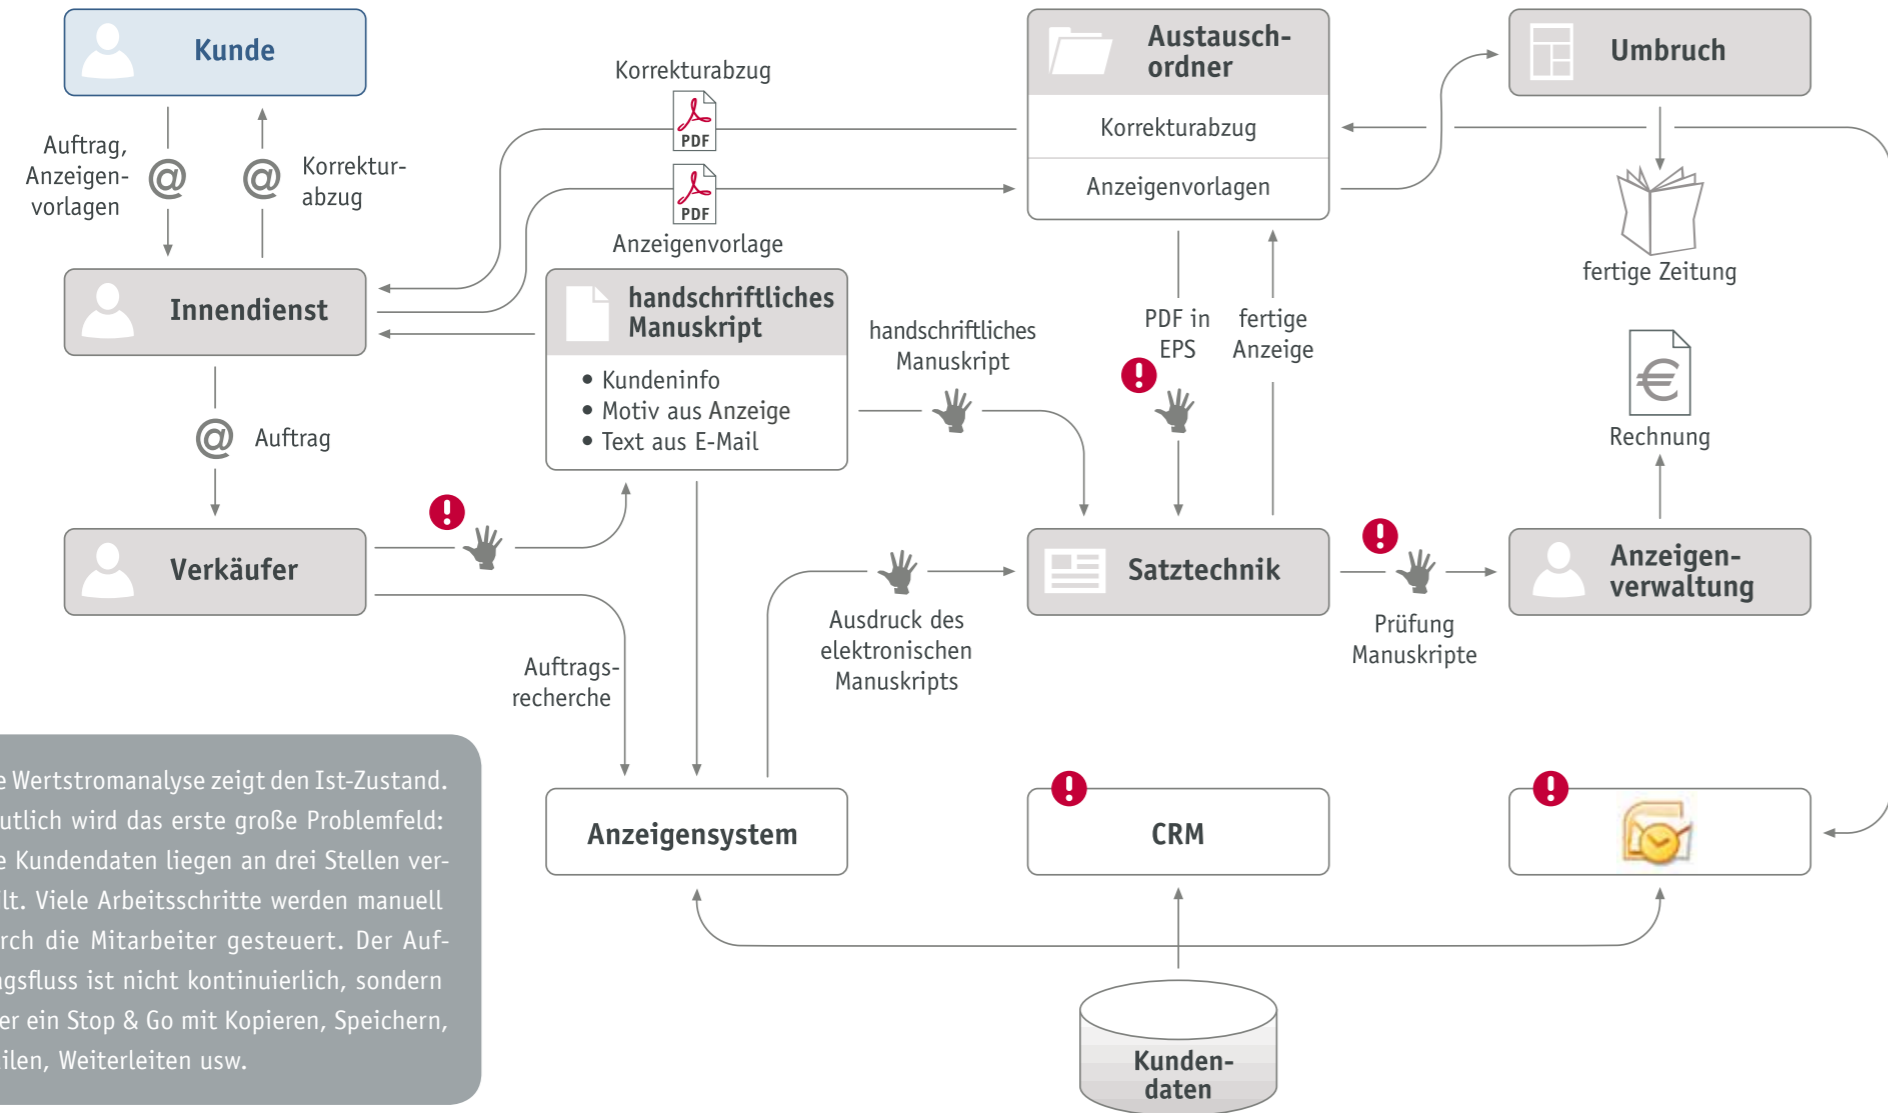 Kunde
Austausch-
ordner
Umbruch
Korrekturabzug
PDF
Korrekturabzug
Auftrag,
Anzeigen-
vorlagen
@
@
Korrektur-
abzug
PDF
Anzeigenvorlagen
Anzeigenvorlage
fertige Zeitung
Innendienst
handschriftliches
Manuskript
• Kundeninfo
• Motiv aus Anzeige
• Text aus E-Mail
handschriftliches
Manuskript
PDF in
EPS
fertige
Anzeige
!
€
Rechnung
@
Auftrag
!
Verkäufer
Satztechnik
!
Anzeigen-
verwaltung
Prüfung
Manuskripte
Ausdruck des
elektronischen
Manuskripts
Auftrags-
recherche
e Wertstromanalyse zeigt den Ist-Zustand.
utlich wird das erste große Problemfeld:
e Kundendaten liegen an drei Stellen ver-
lt. Viele Arbeitsschritte werden manuell
rch die Mitarbeiter gesteuert. Der Auf-
agsfluss ist nicht kontinuierlich, sondern
er ein Stop & Go mit Kopieren, Speichern,
ilen, Weiterleiten usw.
Anzeigensystem
!
CRM
!
Kunden-
daten